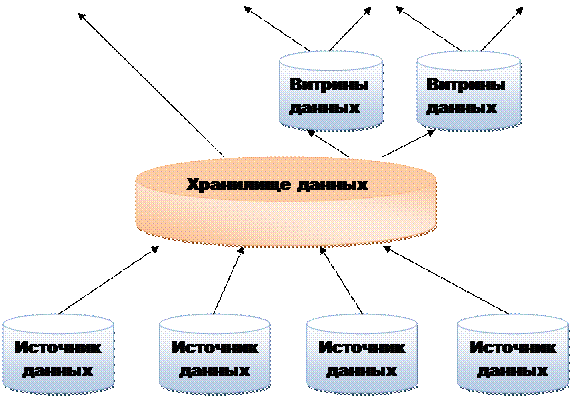 Витрины
данных
Витрины
данных
Хранилище данных
Источник
данных
Источник
данных
Источник
данных
Источник
данных